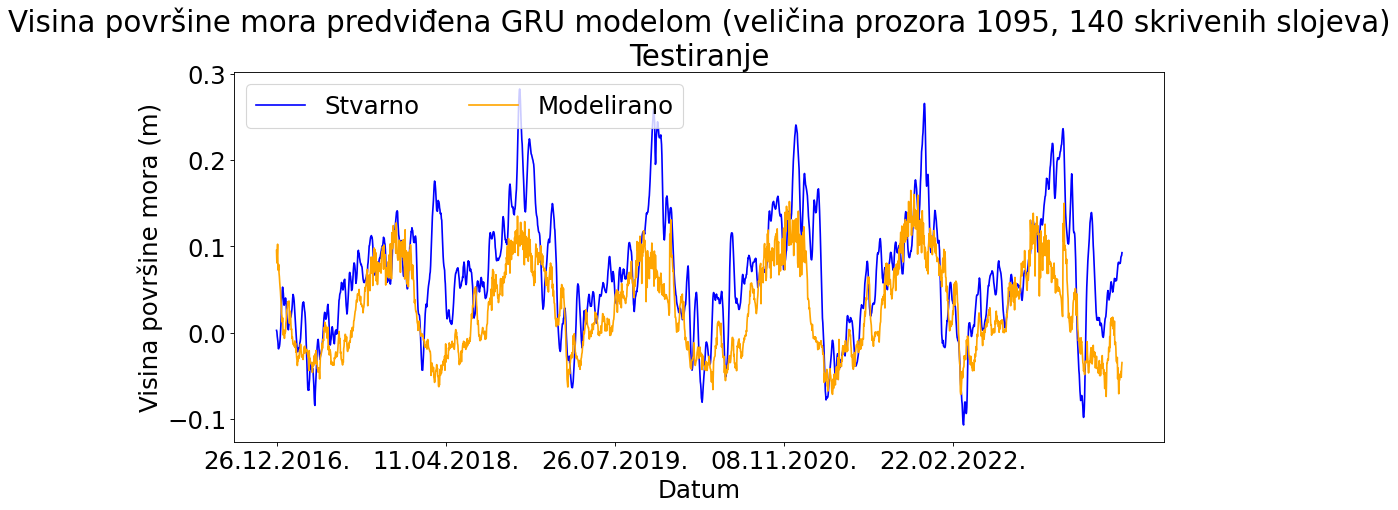 Visina površine mora predviđena GRU modelom (veličina prozora 1095, 140 skrivenih slojeva)
Testiranje
Stvarno Modelirano
Visina površine mora (m)
0.3
0.2
0.1
0.0
−0.1
26.12.2016. 11.04.2018. 26.07.2019. 08.11.2020. 22.02.2022.
Datum